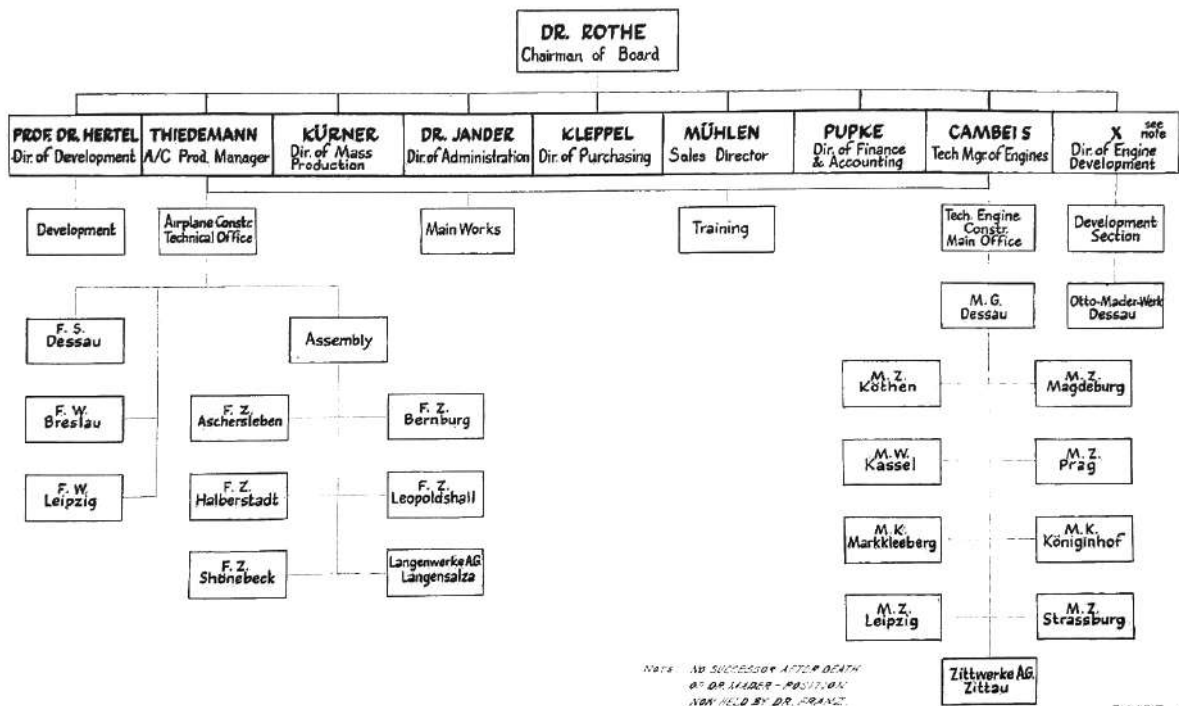 DR. ROTHE
Chairman of Board
PROF. DR. HERTEL
Dir. of Development
THIEDEMANN
A/C Prod. Manager
KÜRNER
Dir. of Mass
Production
DR. JANDER
Dir. of Administration
KLEPPEL
Dir. of Purchasing
MÜHLEN
Sales Director
PUPKE
Dir. of Finance
& Accounting
CAMBEIS
Tech Mgr. of Engines
X see
note
Dir. of Engine
Development
Development
Airplane Constr.
Technical Office
Main Works
Training
Tech. Engine
Constr.
Main Office
Development
Section
F. S.
Dessau
Assembly
M. G.
Dessau
Otto-Mader-Werk
Dessau
F. W.
Breslau
F. Z.
Aschersleben
F. Z.
Bernburg
M. Z.
Köthen
M. Z.
Magdeburg
F. W.
Leipzig
F. Z.
Halberstadt
F. Z.
Leopoldshall
M. W.
Kassel
M. Z.
Prag
F. Z.
Shönebeck
Langenwerke AG.
Langensalza
M. K.
Markkleeberg
M. K.
Königinhof
M. Z.
Leipzig
M. Z.
Strassburg
Zittwerke AG.
Zittau
NOTE NO SUCCESSOR AFTER DEATH
OF DR. MADER - POSITION
NOW HELD BY DR. FRANZ.